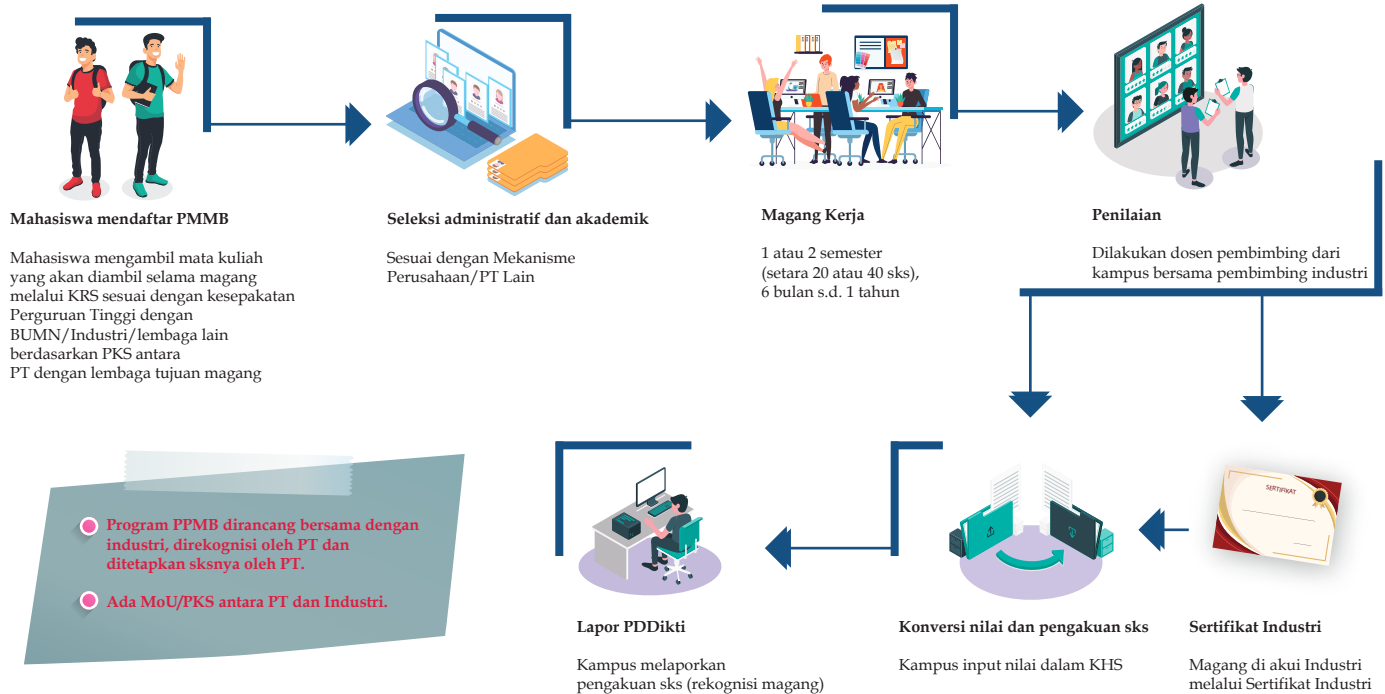 Mahasiswa mendaftar PMMB
Mahasiswa mengambil mata kuliah
yang akan diambil selama magang
melalui KRS sesuai dengan kesepakatan
Perguruan Tinggi dengan
BUMN/Industri/lembaga lain
berdasarkan PKS antara
PT dengan lembaga tujuan magang
Seleksi administratif dan akademik
Sesuai dengan Mekanisme
Perusahaan/PT Lain
Magang Kerja
1 atau 2 semester
(setara 20 atau 40 sks),
6 bulan s.d. 1 tahun
Penilaian
Dilakukan dosen pembimbing dari
kampus bersama pembimbing industri
SERTIFIKAT
Sertifikat Industri
Magang di akui Industri
melalui Sertifikat Industri
Konversi nilai dan pengakuan sks
Kampus input nilai dalam KHS
Lapor PDDikti
Kampus melaporkan
pengakuan sks (rekognisi magang)
Program PPMB dirancang bersama dengan
industri, direkognisi oleh PT dan
ditetapkan sksnya oleh PT.
Ada MoU/PKS antara PT dan Industri.